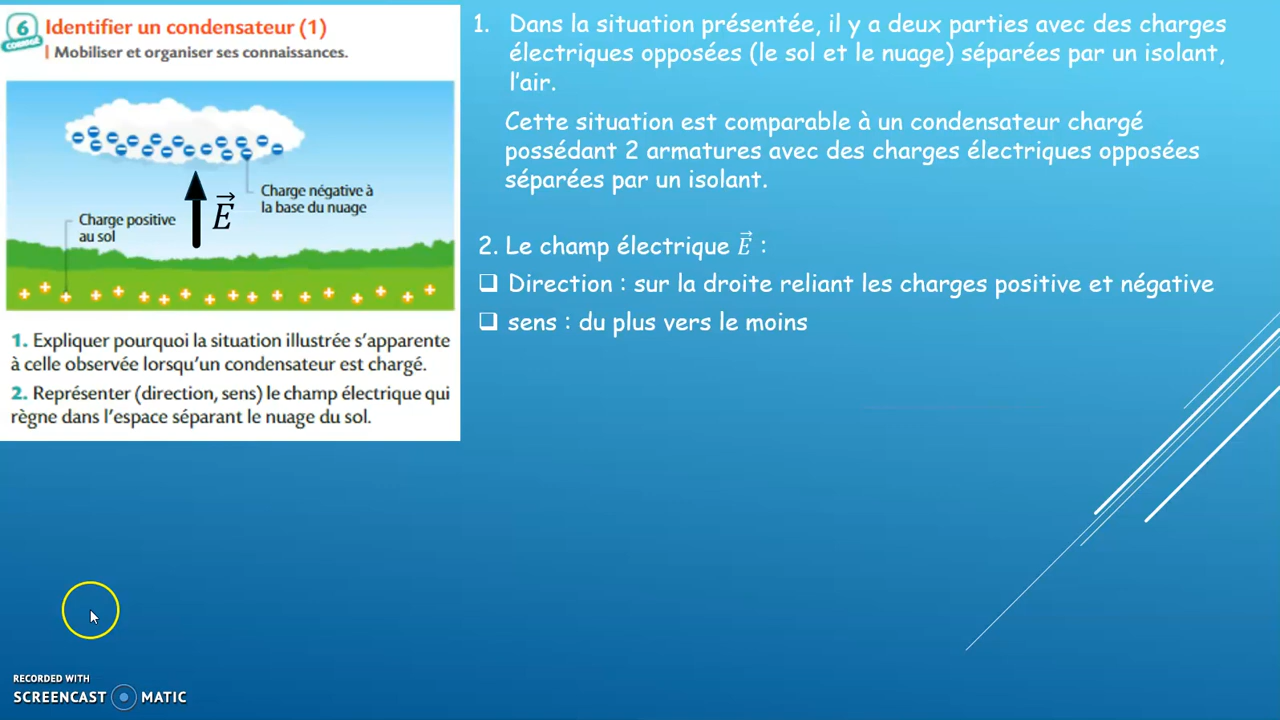 6 Identifier un condensateur (1)
CORRIGÉ
Mobiliser et organiser ses connaissances.
Charge négative à
la base du nuage
E
Charge positive
au sol
1. Expliquer pourquoi la situation illustrée s'apparente
à celle observée lorsqu'un condensateur est chargé.
2. Représenter (direction, sens) le champ électrique qui
règne dans l'espace séparant le nuage du sol.
1. Dans la situation présentée, il y a deux parties avec des charges
électriques opposées (le sol et le nuage) séparées par un isolant,
l'air.
Cette situation est comparable à un condensateur chargé
possédant 2 armatures avec des charges électriques opposées
séparées par un isolant.
2. Le champ électrique E⃗ :
❑ Direction : sur la droite reliant les charges positive et négative
❑ sens : du plus vers le moins
RECORDED WITH
SCREENCAST MATIC